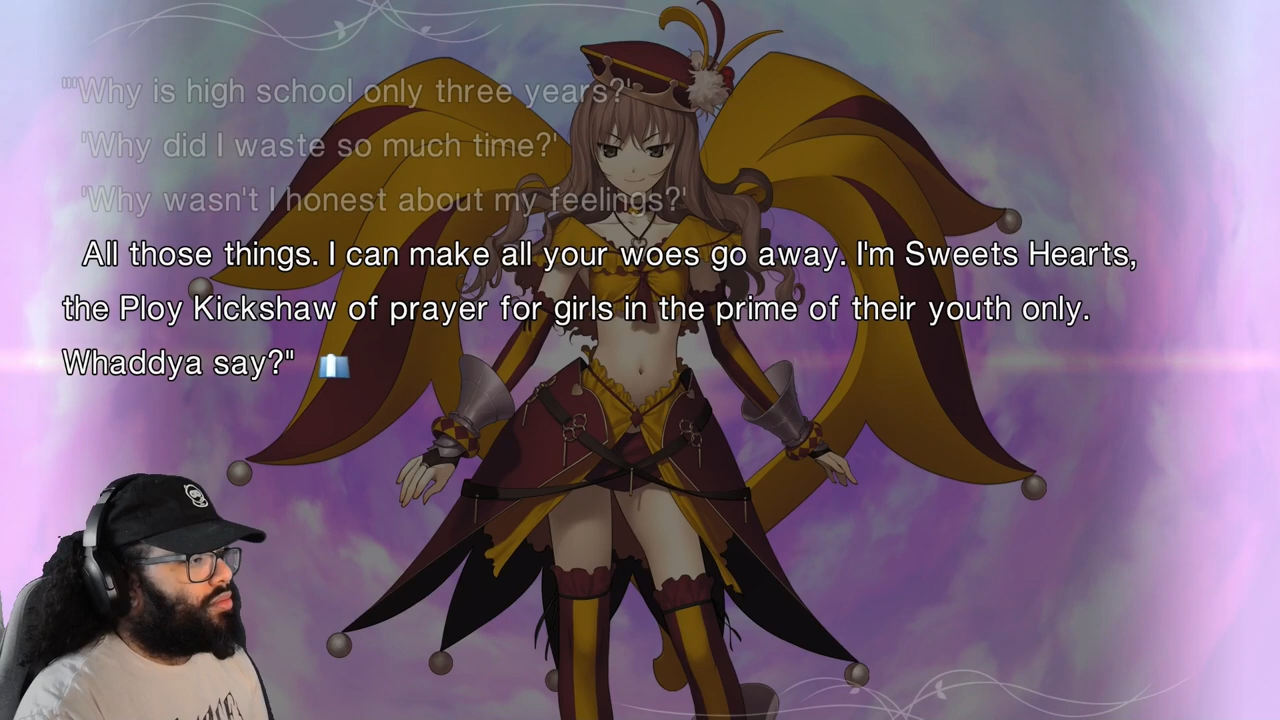 "'Why is high school only three years?'
'Why did I waste so much time?'
'Why wasn't I honest about my feelings?'
All those things. I can make all your woes go away. I'm Sweets Hearts,
the Ploy Kickshaw of prayer for girls in the prime of their youth only.
Whaddya say?"